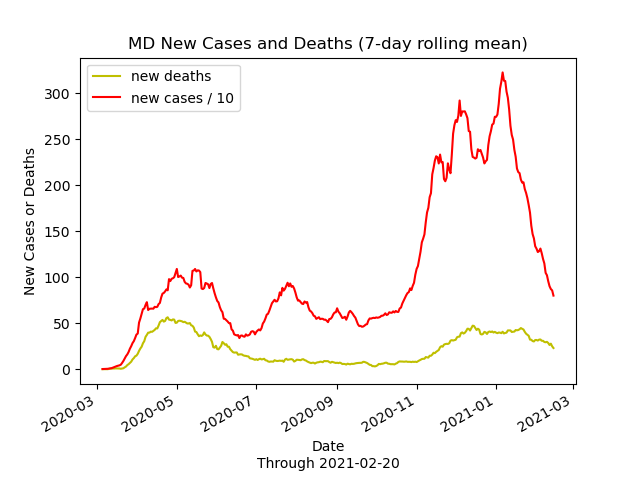 MD New Cases and Deaths (7-day rolling mean)
new deaths
new cases / 10
New Cases or Deaths
300
250
200
150
100
50
0
2020-03
2020-05
2020-07
2020-09
2020-11
2021-01
2021-03
Date
Through 2021-02-20